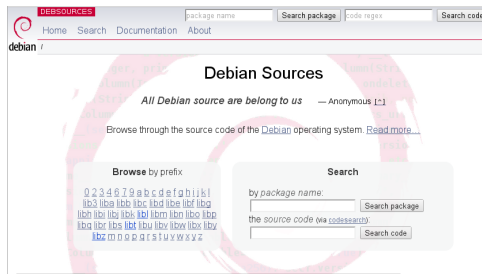 DEBSOURCES
package name Search package code regex Search code
Home Search Documentation About
debian /
Debian Sources
All Debian source are belong to us — Anonymous [^]
Browse through the source code of the Debian operating system. Read more...
Browse by prefix
0 2 3 4 6 7 9 a b c d e f g h i j k l
lib3 liba libb libc libd libe libf libg
libh libi libj libk libl libm libn libo libp
libq libr libs libt libu libv libw libx liby
libz m n o p q r s t u v w x y z
Search
by package name:
Search package
the source code (via codesearch):
Search code